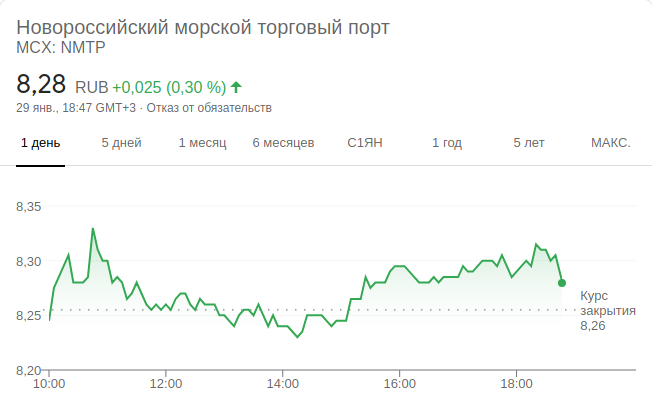 Новороссийский морской торговый порт
MCX: NMTP
8,28 RUB +0,025 (0,30 %)
29 янв., 18:47 GMT+3 · Отказ от обязательств
1 день 5 дней 1 месяц 6 месяцев С1ЯН 1 год 5 лет МАКС.
8,35
8,30
8,25
8,20
Курс
закрытия
8,26
10:00 12:00 14:00 16:00 18:00